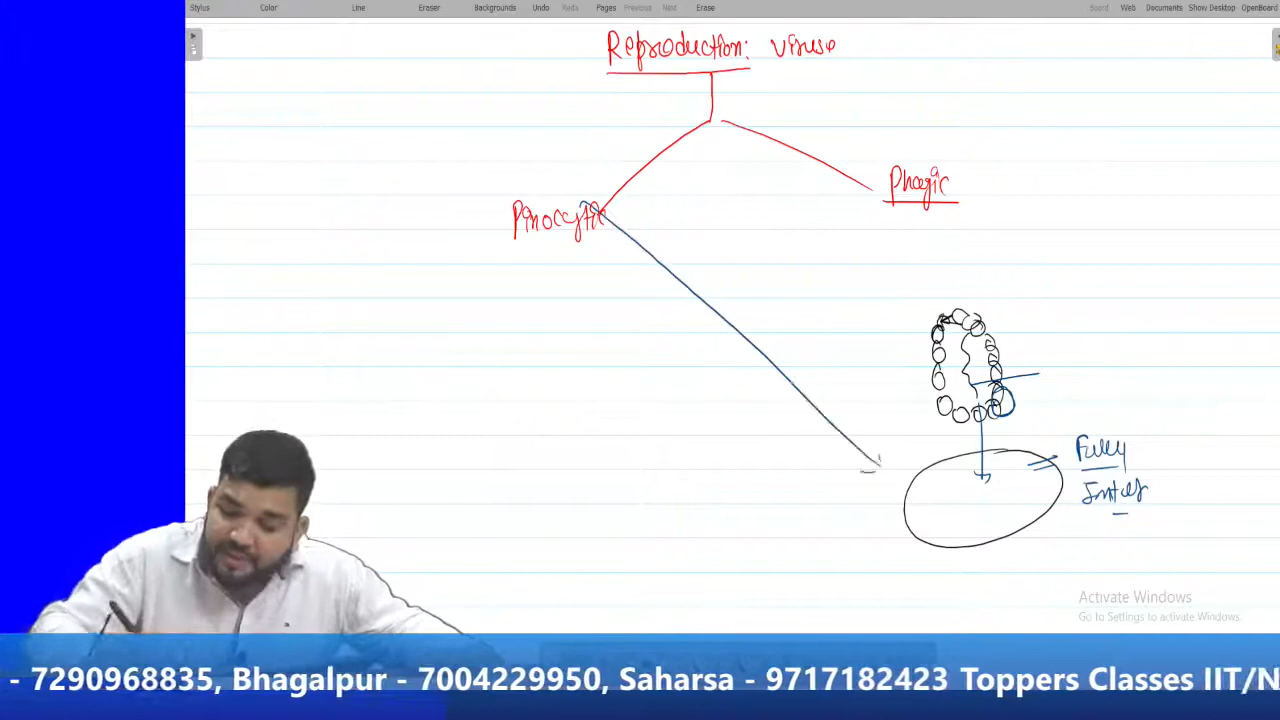 Stylus Color Line Eraser Backgrounds Undo Redo Pages Previous Next Erase Board Web Documents Show Desktop OpenBoard
Reproduction: viruse
Phagic
Pinocytic
Fully
Activate Windows
Go to Settings to activate Windows.
- 7290968835, Bhagalpur - 7004229950, Saharsa - 9717182423 Toppers Classes IIT/N